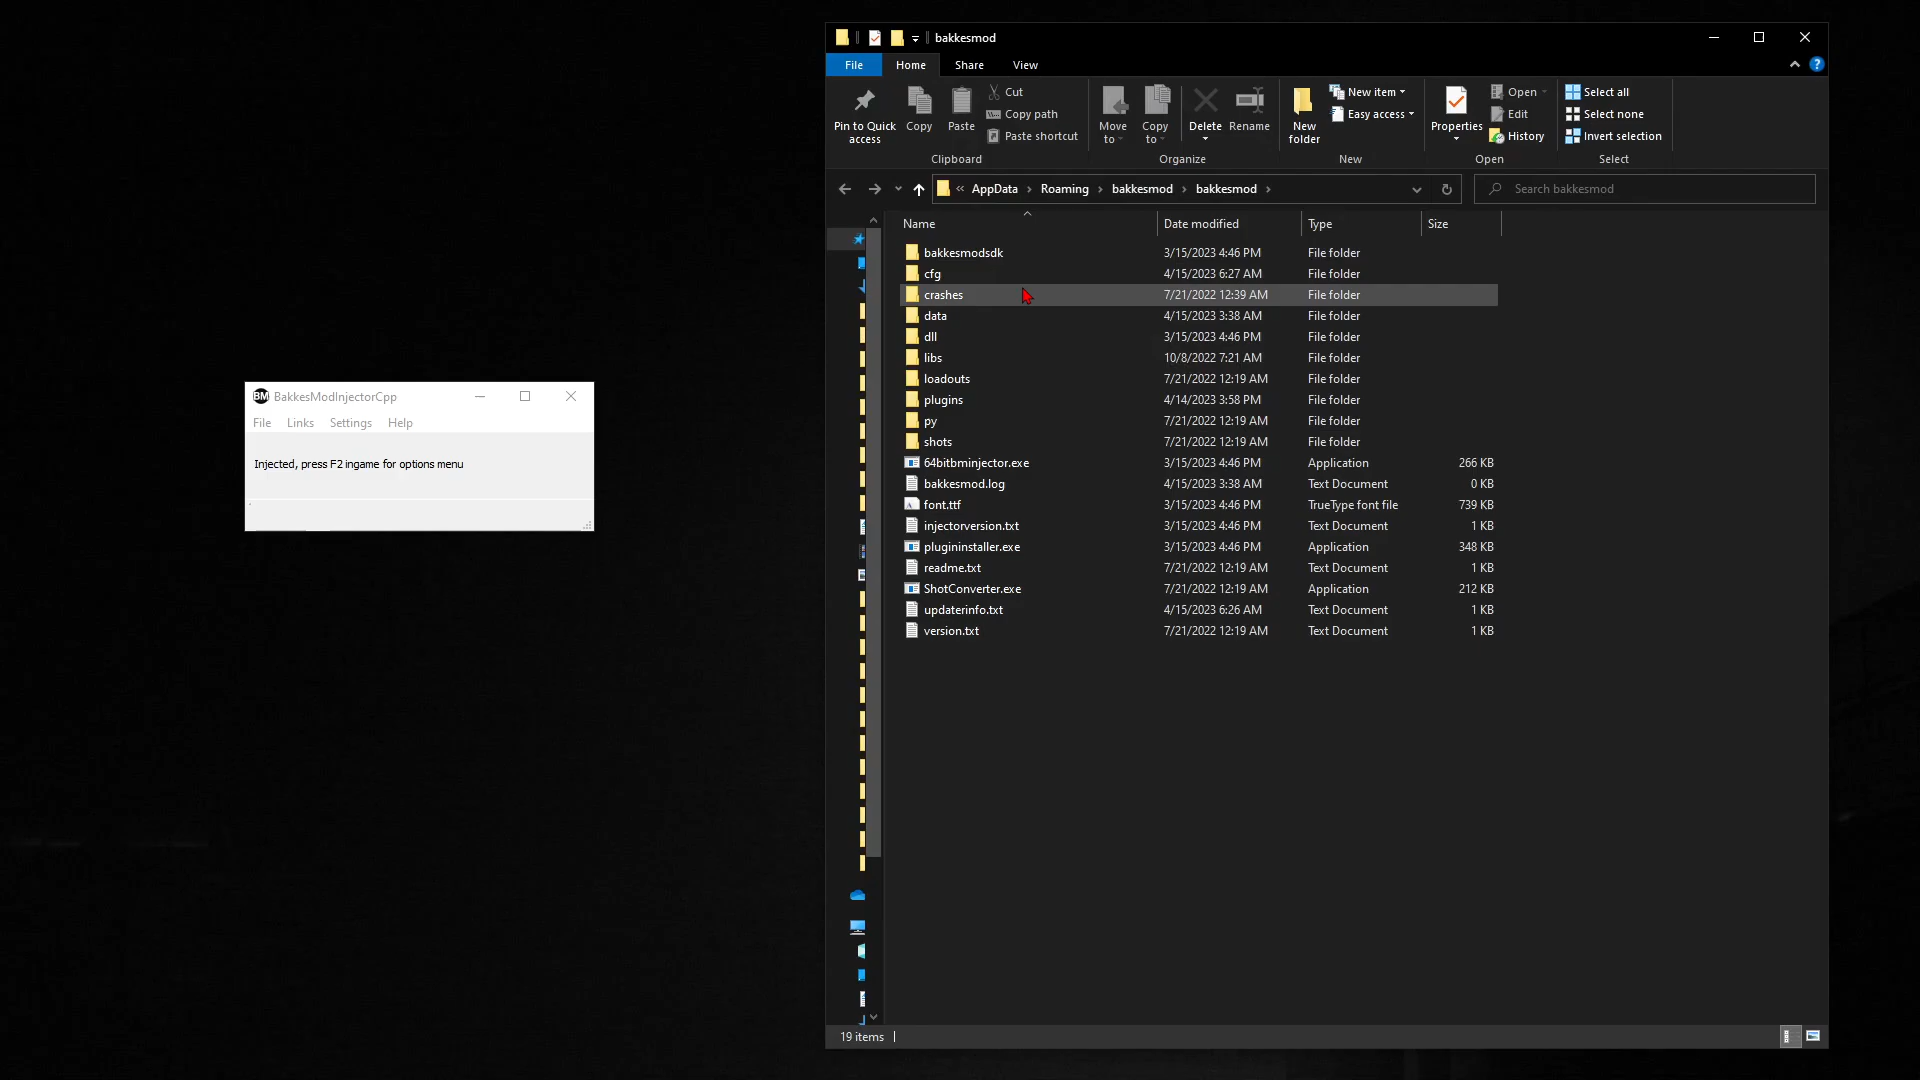 BM BakkesModInjectorCpp
File Links Settings Help
Injected, press F2 ingame for options menu
bakkesmod
File Home Share View
Pin to Quick access
Copy
Paste
Cut
Copy path
Paste shortcut
Clipboard
Move to
Copy to
Delete
Rename
Organize
New folder
New item
Easy access
New
Properties
Open
Edit
History
Open
Select all
Select none
Invert selection
Select
« AppData › Roaming › bakkesmod › bakkesmod ›
Search bakkesmod
Name Date modified Type Size
bakkesmodsdk 3/15/2023 4:46 PM File folder
cfg 4/15/2023 6:27 AM File folder
crashes 7/21/2022 12:39 AM File folder
data 4/15/2023 3:38 AM File folder
dll 3/15/2023 4:46 PM File folder
libs 10/8/2022 7:21 AM File folder
loadouts 7/21/2022 12:19 AM File folder
plugins 4/14/2023 3:58 PM File folder
py 7/21/2022 12:19 AM File folder
shots 7/21/2022 12:19 AM File folder
64bitbminjector.exe 3/15/2023 4:46 PM Application 266 KB
bakkesmod.log 4/15/2023 3:38 AM Text Document 0 KB
font.ttf 3/15/2023 4:46 PM TrueType font file 739 KB
injectorversion.txt 3/15/2023 4:46 PM Text Document 1 KB
plugininstaller.exe 3/15/2023 4:46 PM Application 348 KB
readme.txt 7/21/2022 12:19 AM Text Document 1 KB
ShotConverter.exe 7/21/2022 12:19 AM Application 212 KB
updaterinfo.txt 4/15/2023 6:26 AM Text Document 1 KB
version.txt 7/21/2022 12:19 AM Text Document 1 KB
19 items